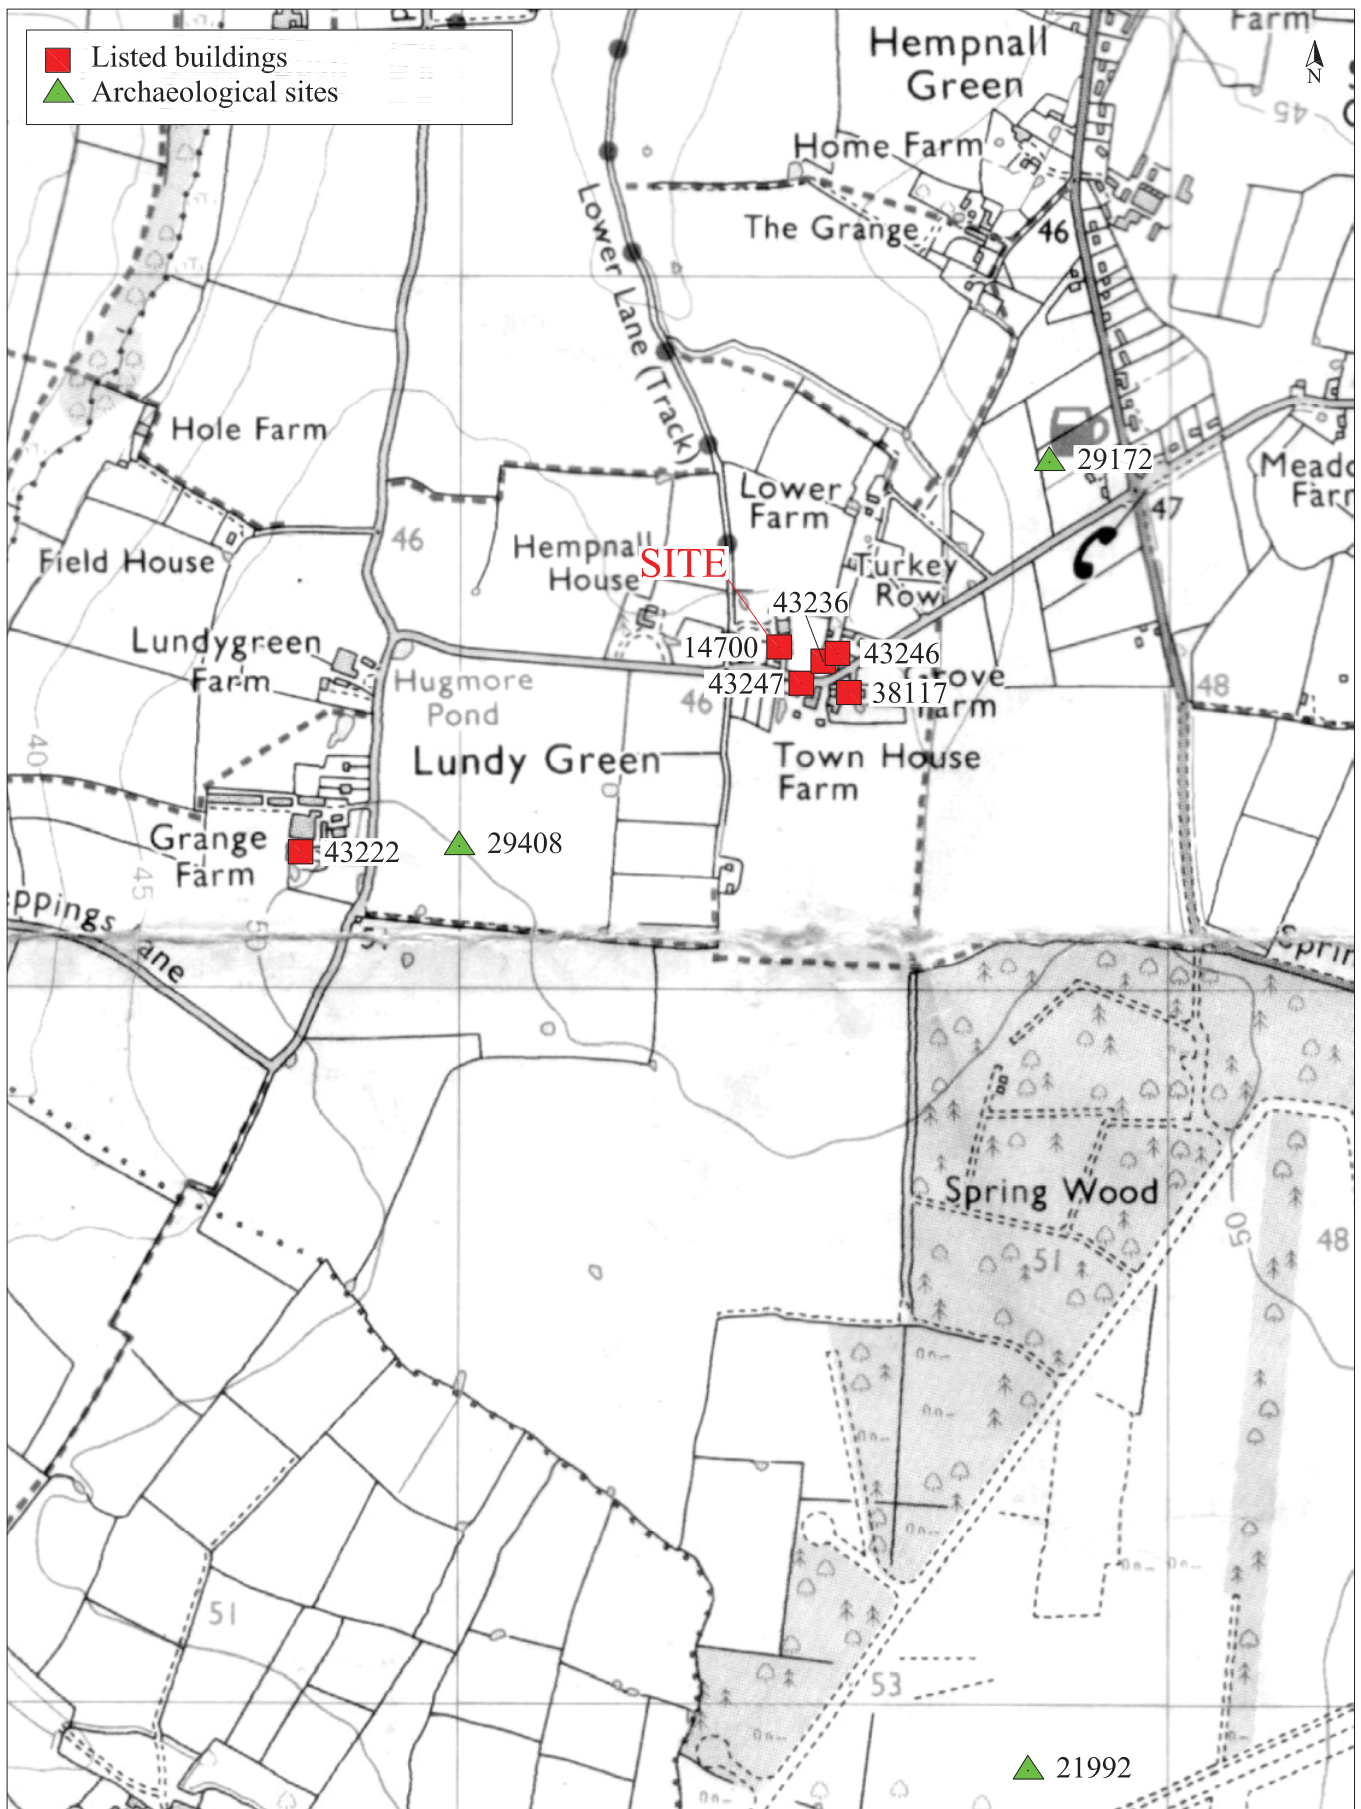 Listed buildings
Archaeological sites
N
Hempnall
Green
Farm
45
Home Farm
The Grange
46
Lower Lane (Track)
Hole Farm
29172
Lower
Farm
47
46
Field House
Hempnall
House
SITE
Turkey
Row
43236
Lundygreen
Farm
14700
43246
43247
38117
Farm
Hugmore
Pond
46
48
40
Lundy Green
Town House
Farm
Grange
Farm
43222
29408
45
50
Spring Wood
51
50
48
51
53
21992